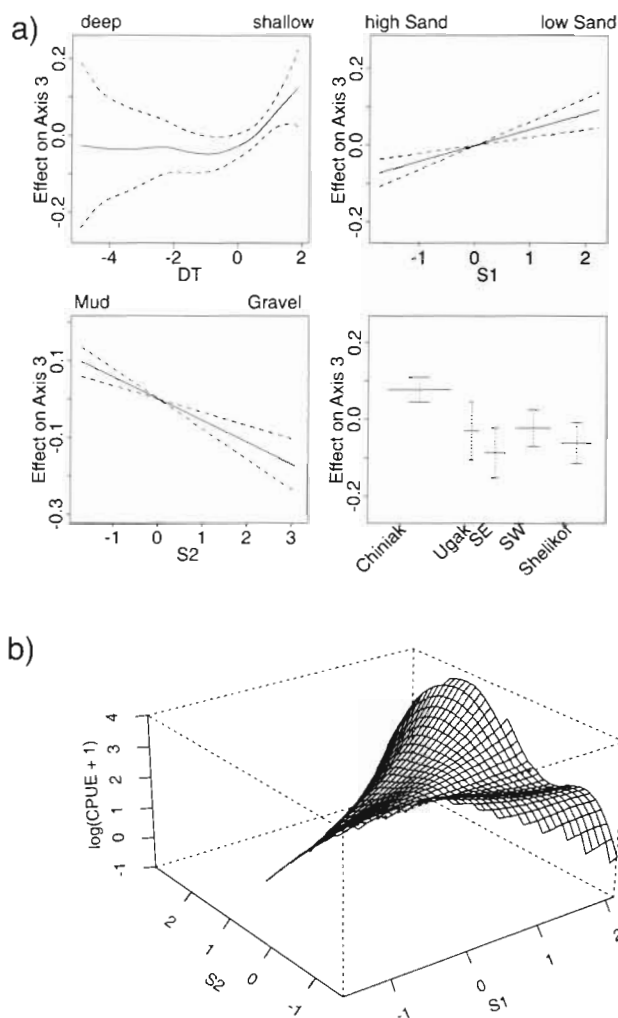 a)
deep shallow
Effect on Axis 3
0.2
0.0
-0.2
-4 -2 0 2
DT
high Sand low Sand
Effect on Axis 3
0.2
0.0
-0.2
-1 0 1 2
S1
Mud Gravel
Effect on Axis 3
0.1
-0.1
-0.3
-1 0 1 2 3
S2
Effect on Axis 3
0.2
0.0
-0.2
Chiniak
Ugak
SE
SW
Shelikof
b)
log(CPUE + 1)
4
3
2
1
0
-1
2
1
0
-1
S2
-1
0
1
2
S1